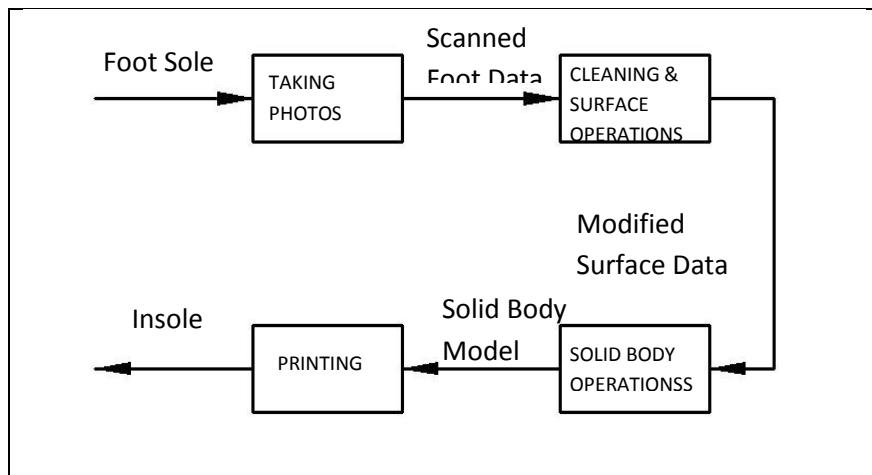 Foot Sole
TAKING
PHOTOS
Scanned
Foot Data
CLEANING &
SURFACE
OPERATIONS
Modified
Surface Data
SOLID BODY
OPERATIONSS
Solid Body
Model
PRINTING
Insole